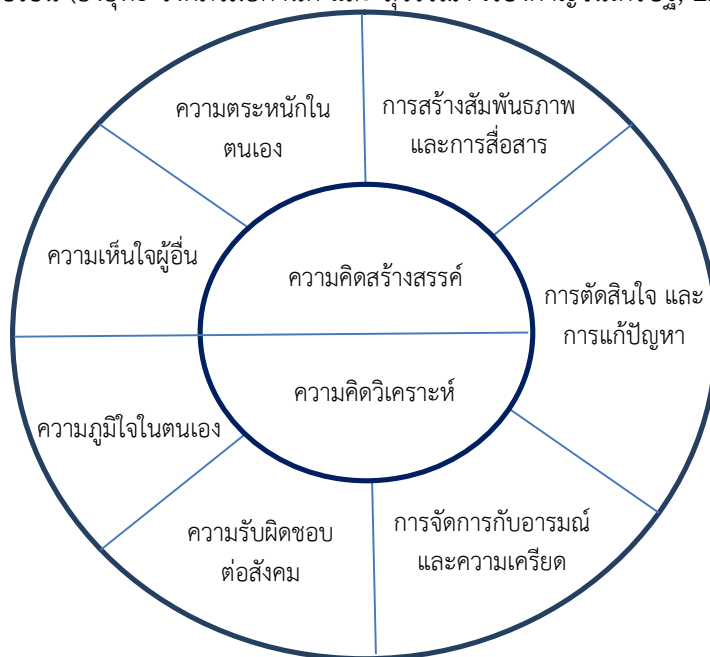 ความตระหนักใน
ตนเอง
การสร้างสัมพันธภาพ
และการสื่อสาร
ความเห็นใจผู้อื่น
ความคิดสร้างสรรค์
การตัดสินใจ และ
การแก้ปัญหา
ความคิดวิเคราะห์
ความภูมิใจในตนเอง
ความรับผิดชอบ
ต่อสังคม
การจัดการกับอารมณ์
และความเครียด